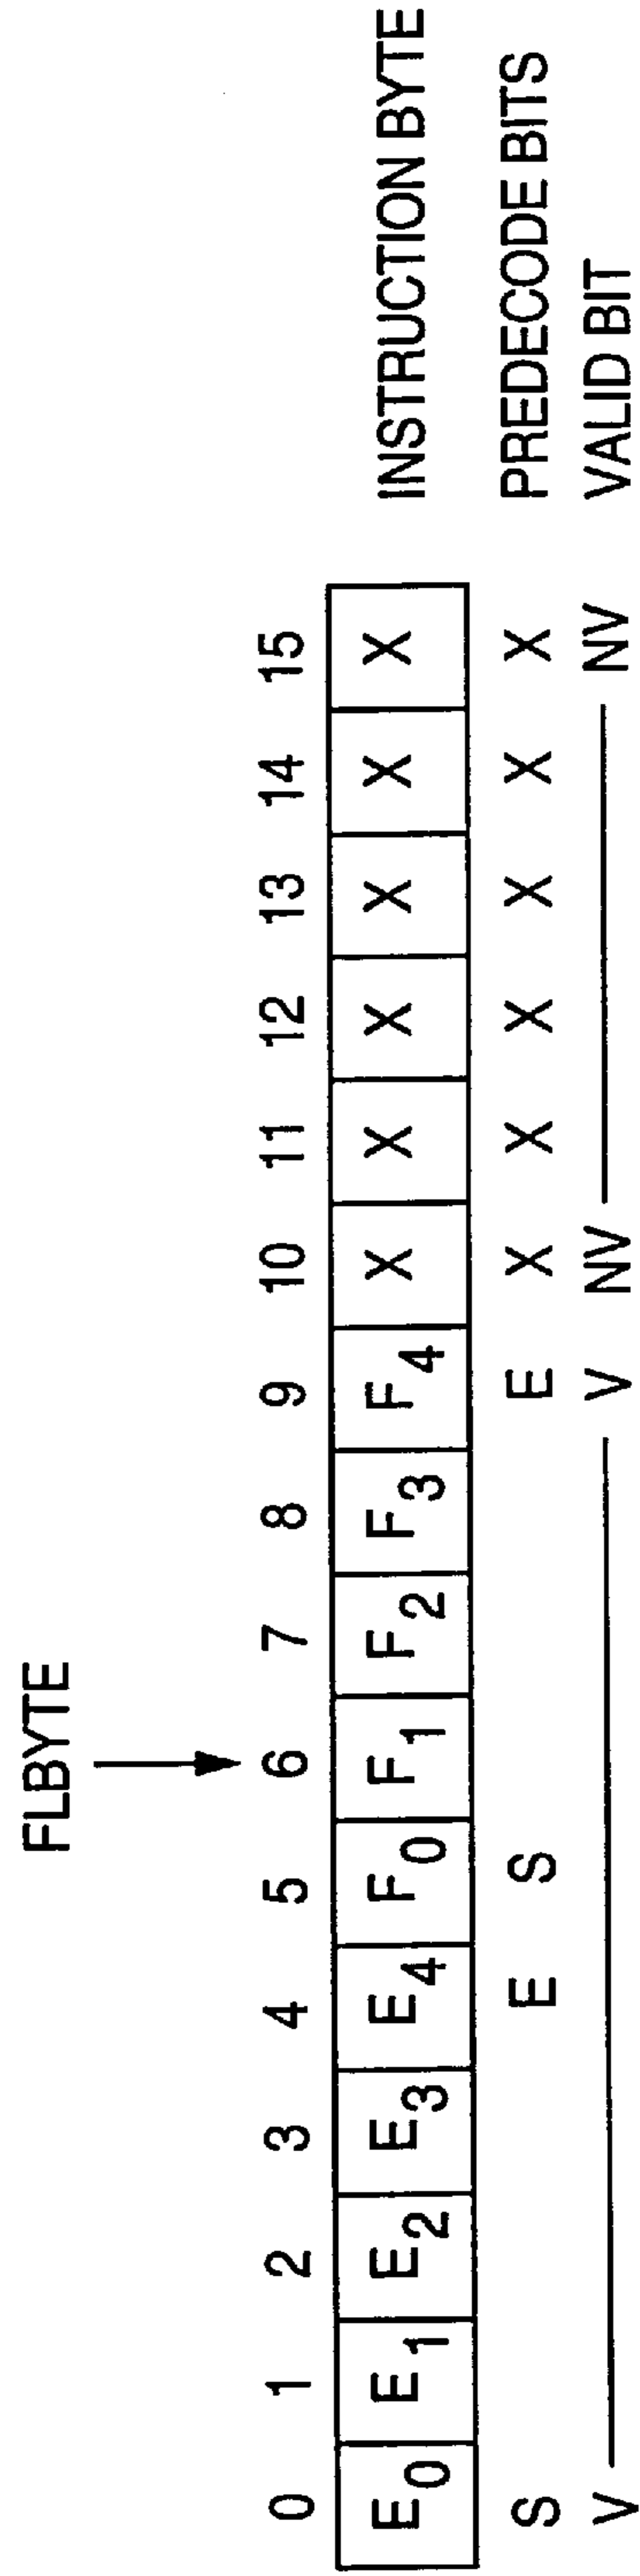 FLBYTE
0 1 2 3 4 5 6 7 8 9 10 11 12 13 14 15
E0 E1 E2 E3 E4 F0 F1 F2 F3 F4 X X X X X X INSTRUCTION BYTE
S E S E X X X X X X PREDECODE BITS
V V NV NV VALID BIT